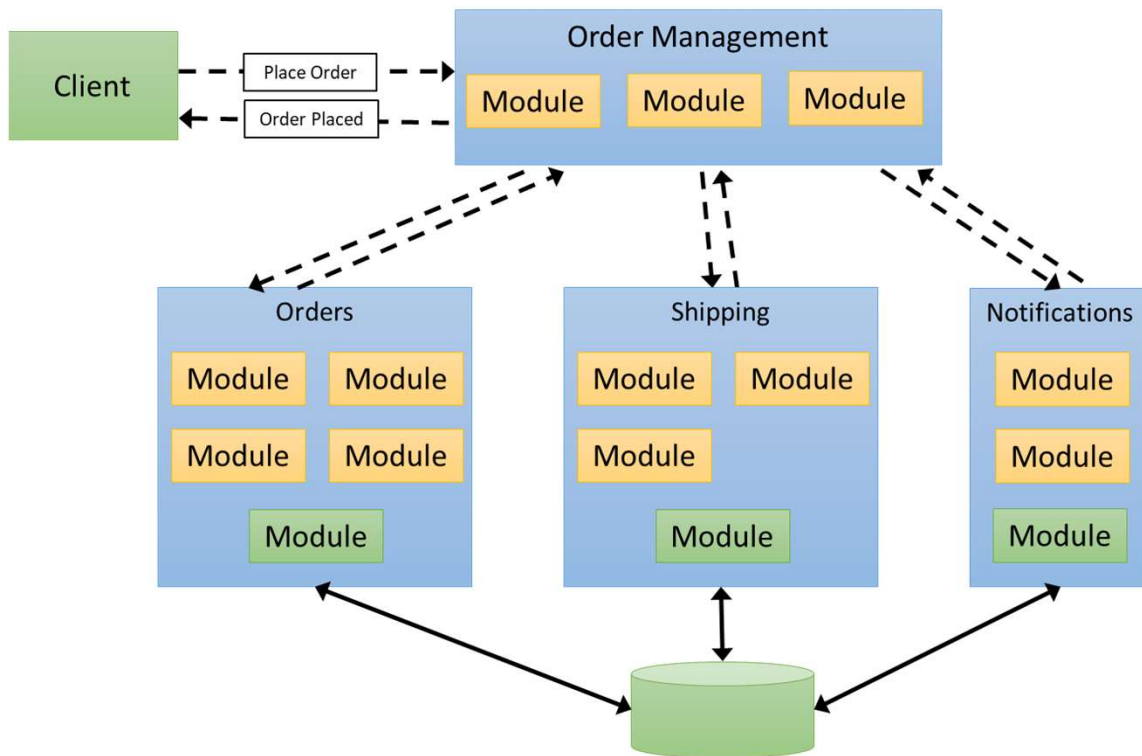 Order Management
Client
Place Order
Order Placed
Module Module Module
Orders
Module Module
Module Module
Module
Shipping
Module Module
Module
Module
Notifications
Module
Module
Module